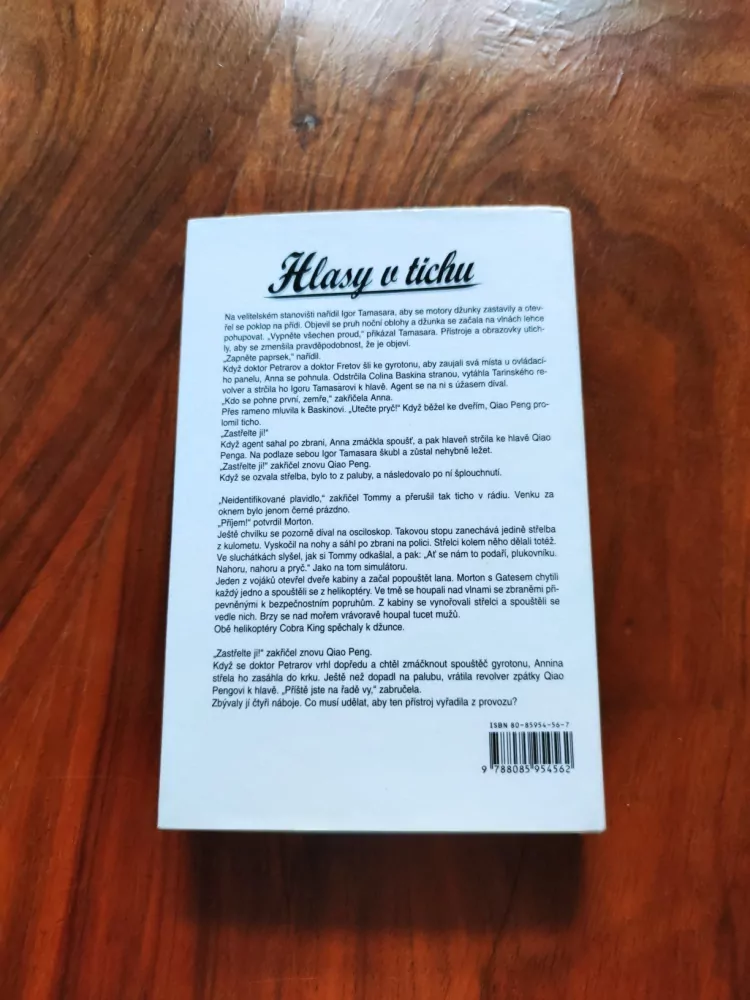 Hlasy v tichu
Na velitelském stanovišti nařídil Igor Tamasara, aby se motory džunky zastavily a otev-
řel se poklop na přídi. Objevil se pruh noční oblohy a džunka se začala na vlnách lehce
pohupovat. „Vypněte všechen proud,“ přikázal Tamasara. Přístroje a obrazovky utich-
ly, aby se zmenšila pravděpodobnost, že je objeví.
„Zapněte paprsek,“ nařídil.
Když doktor Petrarov a doktor Fretov šli ke gyrotonu, aby zaujali svá místa u ovládací-
ho panelu, Anna se pohnula. Odstrčila Colina Baskina stranou, vytáhla Tarinského re-
volver a strčila ho Igoru Tamasarovi k hlavě. Agent se na ni s úžasem díval.
„Kdo se pohne první, zemře,“ zakřičela Anna.
Přes rameno mluvila k Baskinovi. „Utečte pryč!“ Když běžel ke dveřím, Qiao Peng pro-
lomil ticho.
„Zastřelte ji!“
Když agent sahal po zbrani, Anna zmáčkla spoušť, a pak hlaveň strčila ke hlavě Qiao
Penga. Na podlaze sebou Igor Tamasara škubl a zůstal nehybně ležet.
„Zastřelte ji!“ zakřičel znovu Qiao Peng.
Když se ozvala střelba, bylo to z paluby, a následovalo po ní šplouchnutí.
„Neidentifikované plavidlo,“ zakřičel Tommy a přerušil tak ticho v rádiu. Venku za
oknem bylo jenom černé prázdno.
„Příjem!“ potvrdil Morton.
Ještě chvilku se pozorně díval na osciloskop. Takovou stopu zanechává jedině střelba
z kulometu. Vyskočil na nohy a sáhl po zbrani na polici. Střelci kolem něho dělali totéž.
Ve sluchátkách slyšel, jak si Tommy odkašlal, a pak: „Ať se nám to podaří, plukovníku.
Nahoru, nahoru a pryč.“ Jako na tom simulátoru.
Jeden z vojáků otevřel dveře kabiny a začal popouštět lana. Morton s Gatesem chytili
každý jedno a spouštěli se z helikoptéry. Ve tmě se houpali nad vlnami se zbraněmi při-
pevněnými k bezpečnostním popruhům. Z kabiny se vynořovali střelci a spouštěli se
vedle nich. Brzy se nad mořem vrávoravě houpal tucet mužů.
Obě helikoptéry Cobra King spěchaly k džunce.
„Zastřelte ji!“ zakřičel znovu Qiao Peng.
Když se doktor Petrarov vrhl dopředu a chtěl zmáčknout spouštěč gyrotonu, Annina
střela ho zasáhla do krku. Ještě než dopadl na palubu, vrátila revolver zpátky Qiao
Pengovi k hlavě. „Příště jste na řadě vy,“ zabručela.
Zbývaly jí čtyři náboje. Co musí udělat, aby ten přístroj vyřadila z provozu?
ISBN 80-85954-56-7
9 788085 954562